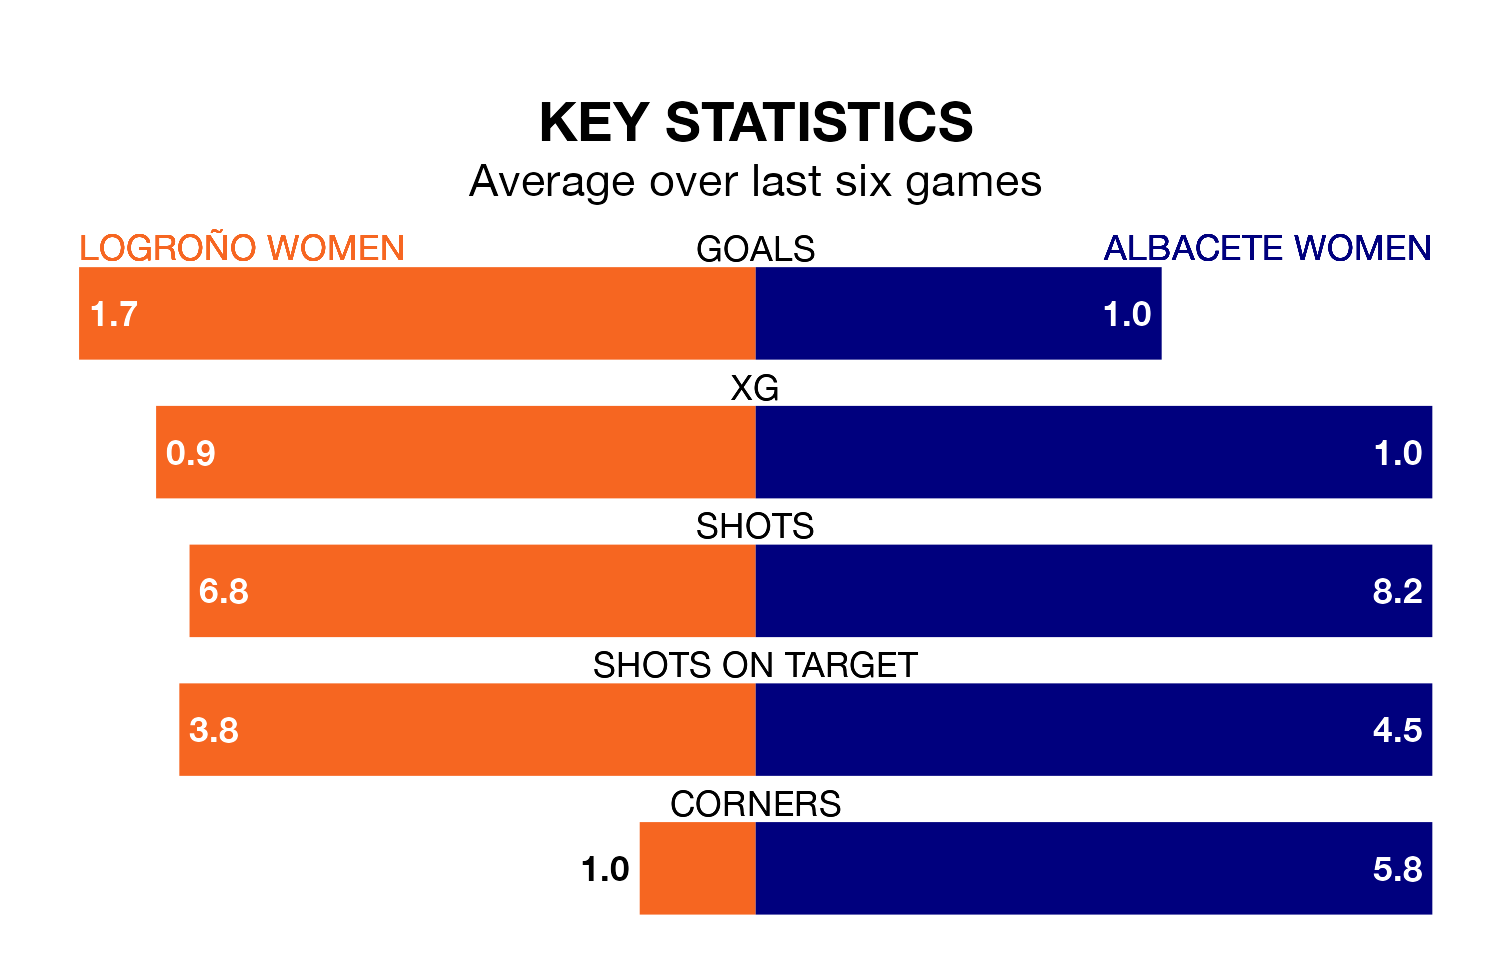 KEY STATISTICS
Average over last six games
LOGROÑO WOMEN GOALS ALBACETE WOMEN
1.7 1.0
XG
0.9 1.0
SHOTS
6.8 8.2
SHOTS ON TARGET
3.8 4.5
CORNERS
1.0 5.8